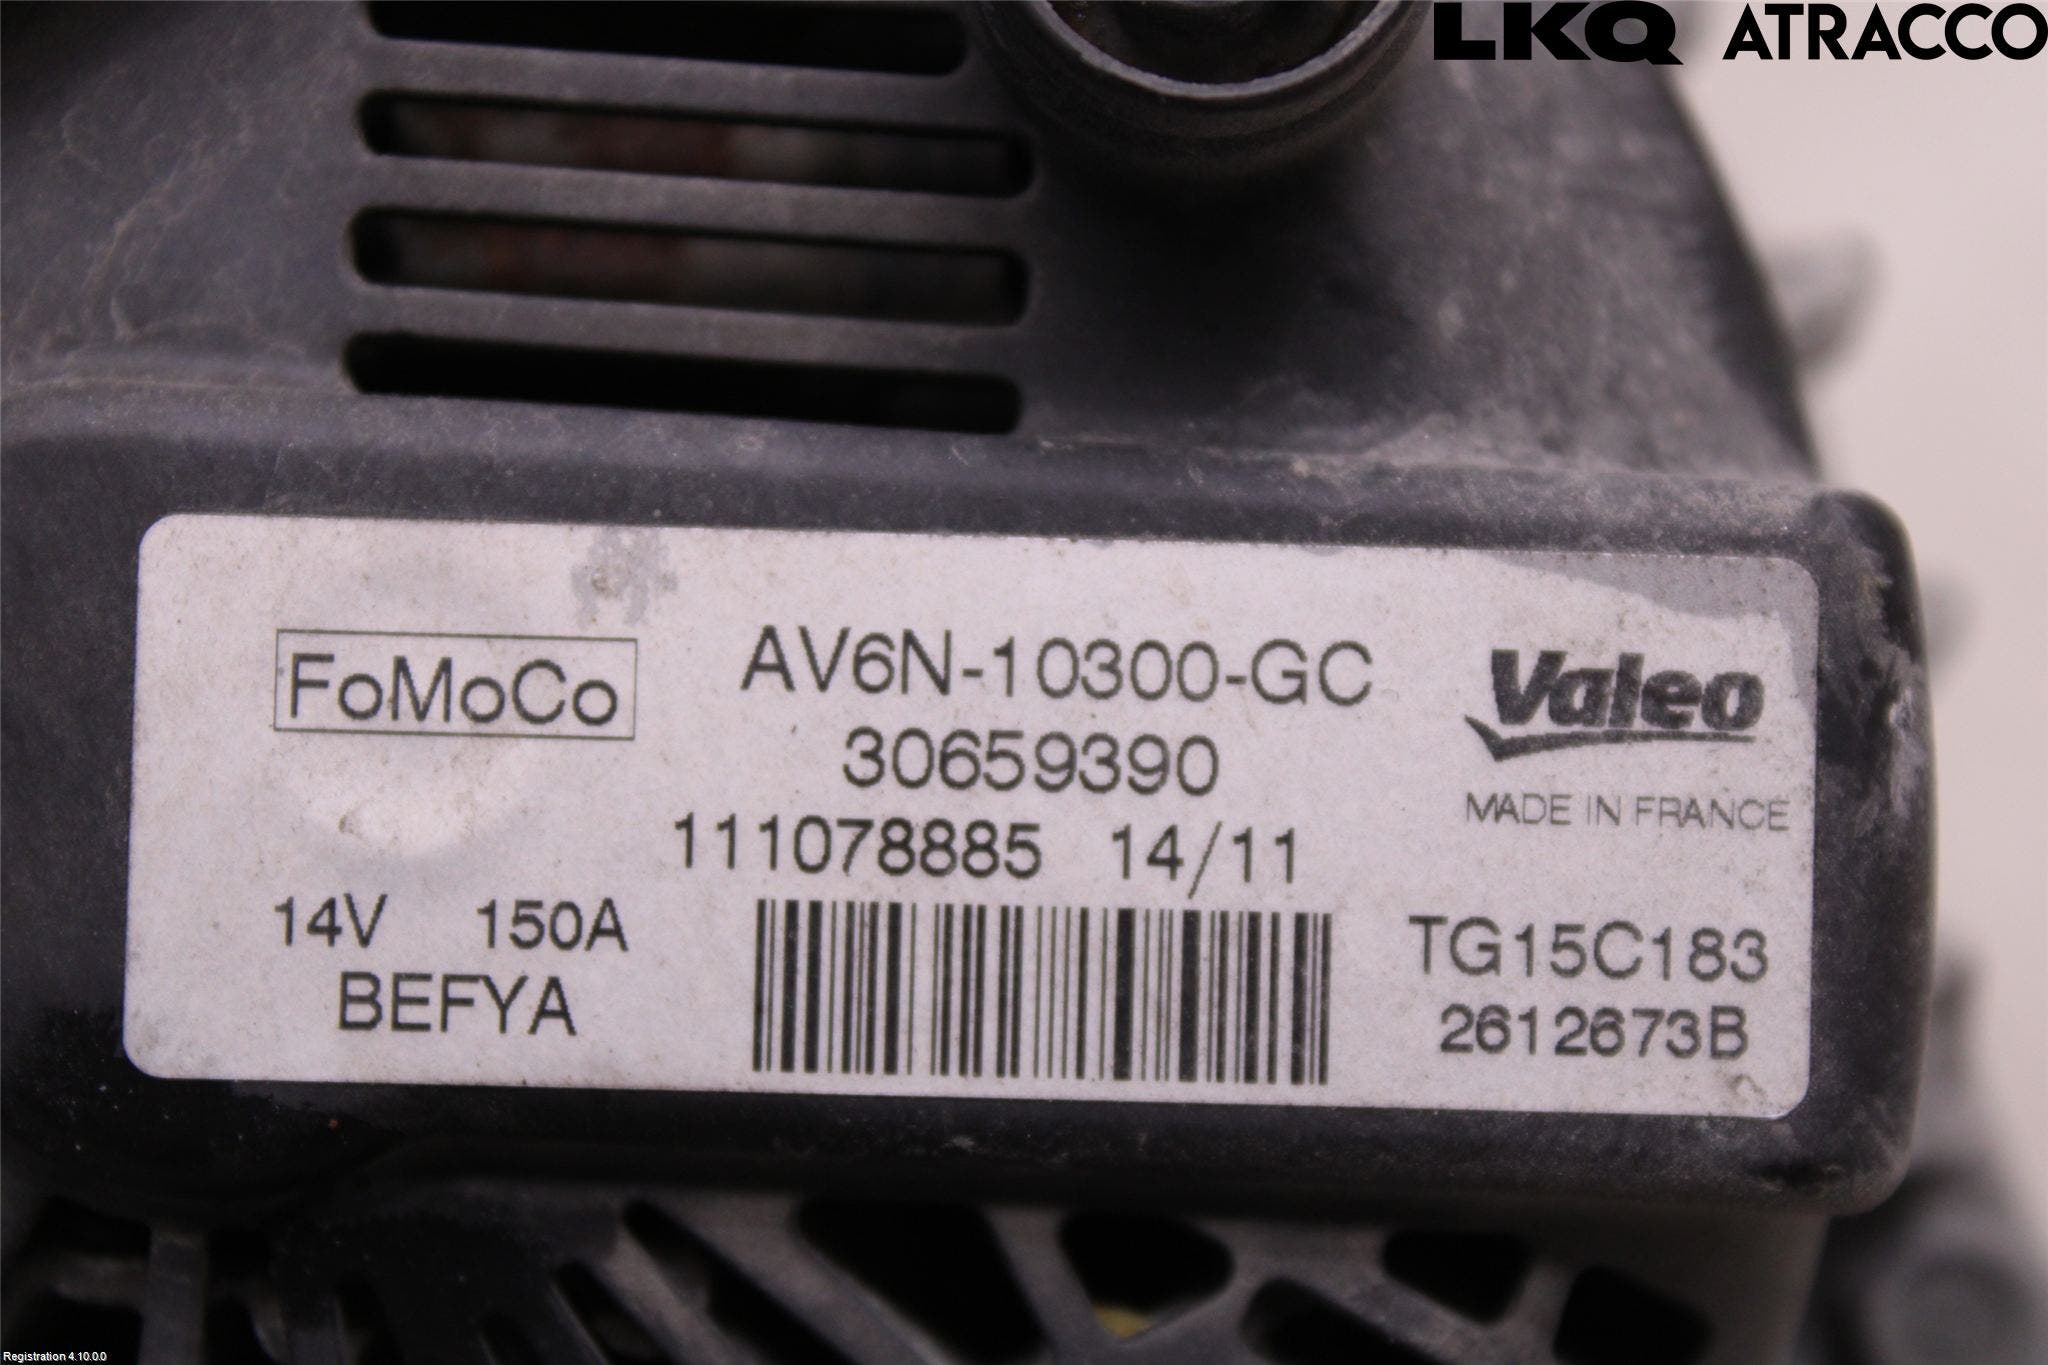 LKQ ATRACCO
FoMoCo
AV6N-10300-GC
30659390
111078885 14/11
Valeo
MADE IN FRANCE
14V 150A
BEFYA
TG15C183
2612673B
Registration 4.10.0.0